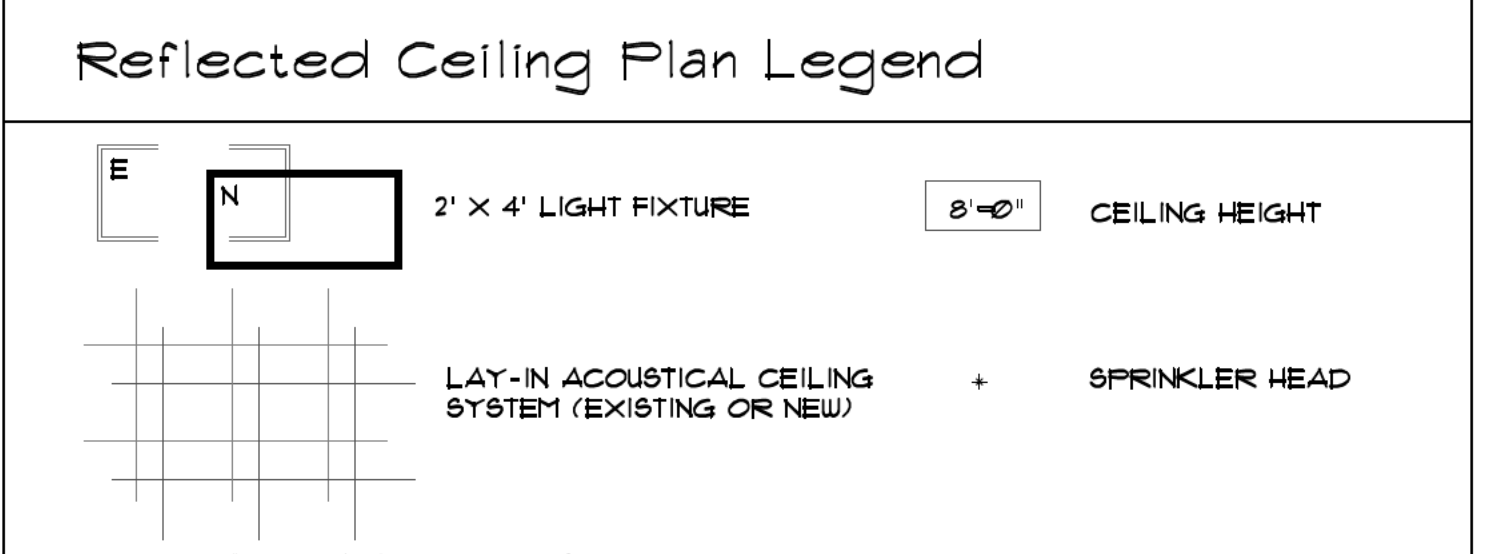 Reflected Ceiling Plan Legend
E
N
2' X 4' LIGHT FIXTURE
8'-0"
CEILING HEIGHT
LAY-IN ACOUSTICAL CEILING
SYSTEM (EXISTING OR NEW)
SPRINKLER HEAD